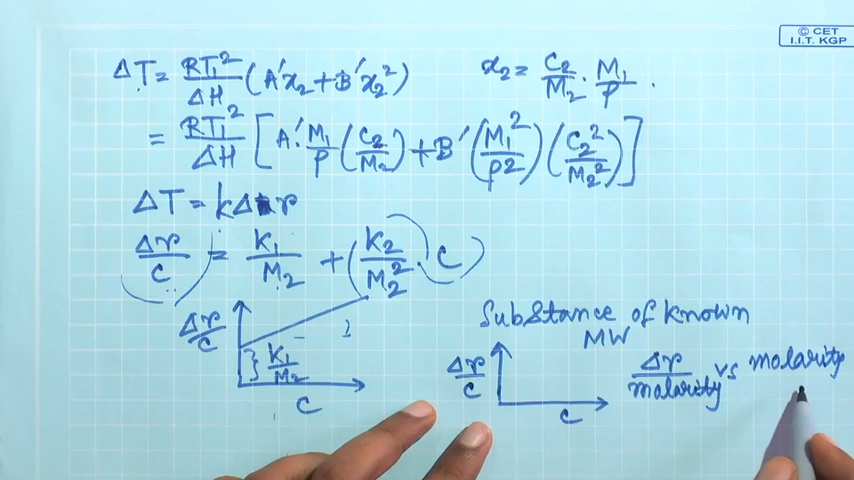 © CET
I.I.T. KGP
ΔT = RT₁²/ΔH (A'x₂ + B'x₂²) x₂ = C₂/M₂ · M₁/ρ .
= RT₁²/ΔH [A'. M₁/ρ (C₂/M₂) + B' (M₁²/ρ2) (C₂²/M₂²)]
ΔT = kΔr
Δr/C = K₁/M₂ + (K₂/M₂² . C)
Δr/C
K₁/M₂
C
Substance of known
MW
Δr/C
C
Δr/molarity vs molarity